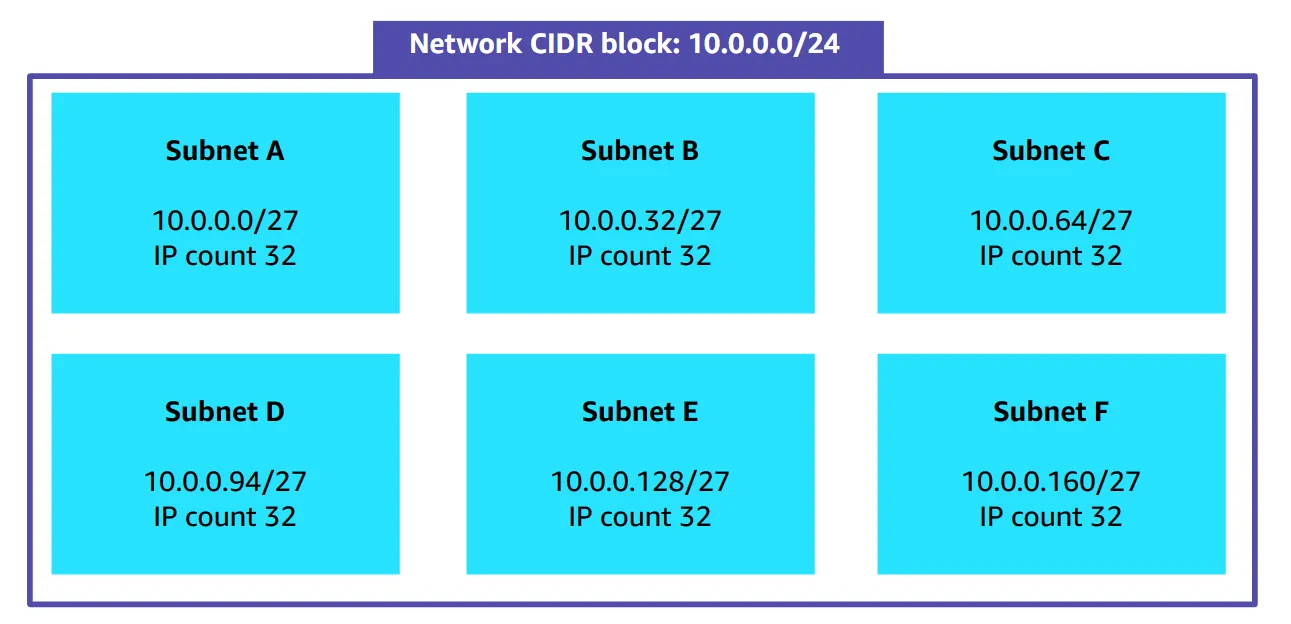 Network CIDR block: 10.0.0.0/24
Subnet A
10.0.0.0/27
IP count 32
Subnet B
10.0.0.32/27
IP count 32
Subnet C
10.0.0.64/27
IP count 32
Subnet D
10.0.0.94/27
IP count 32
Subnet E
10.0.0.128/27
IP count 32
Subnet F
10.0.0.160/27
IP count 32